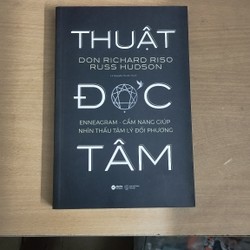 THUẬT
DON RICHARD RISO
RUSS HUDSON
ĐỌC
ENNEAGRAM - CẨM NANG GIÚP
NHÌN THẤU TÂM LÝ ĐỐI PHƯƠNG
TÂM